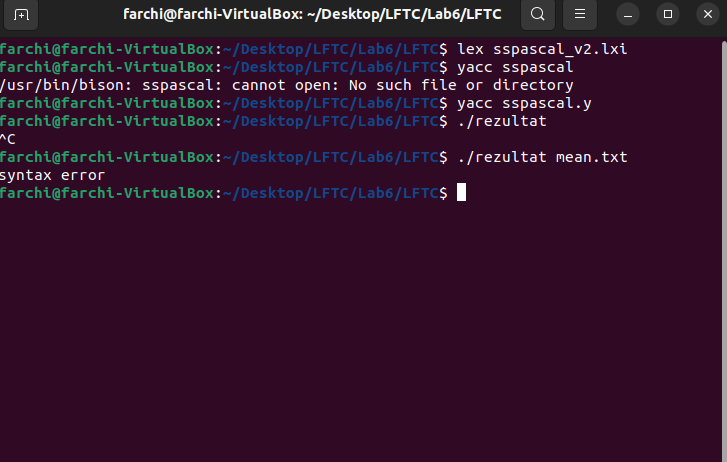 farchi@farchi-VirtualBox: ~/Desktop/LFTC/Lab6/LFTC
farchi@farchi-VirtualBox:~/Desktop/LFTC/Lab6/LFTC$ lex sspascal_v2.lxi
farchi@farchi-VirtualBox:~/Desktop/LFTC/Lab6/LFTC$ yacc sspascal
/usr/bin/bison: sspascal: cannot open: No such file or directory
farchi@farchi-VirtualBox:~/Desktop/LFTC/Lab6/LFTC$ yacc sspascal.y
farchi@farchi-VirtualBox:~/Desktop/LFTC/Lab6/LFTC$ ./rezultat
^C
farchi@farchi-VirtualBox:~/Desktop/LFTC/Lab6/LFTC$ ./rezultat mean.txt
syntax error
farchi@farchi-VirtualBox:~/Desktop/LFTC/Lab6/LFTC$